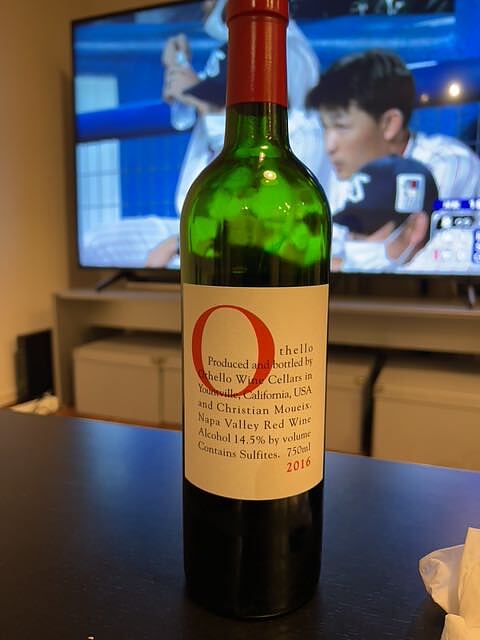 Othello
Produced and bottled by
Othello Wine Cellars in
Yountville, California, USA
and Christian Moueix.
Napa Valley Red Wine
Alcohol 14.5% by volume
Contains Sulfites. 750ml
2016